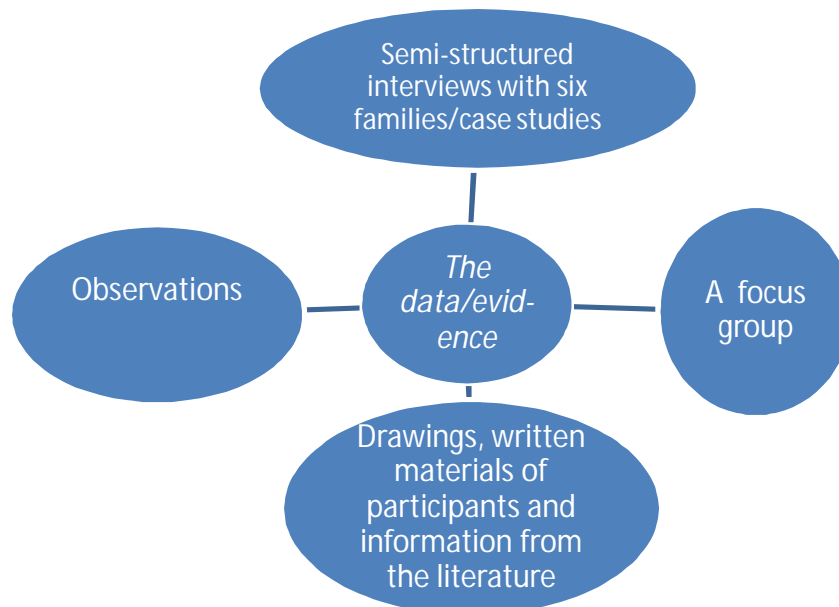 Semi-structured
interviews with six
families/case studies
Observations
The
data/evid-
ence
A focus
group
Drawings, written
materials of
participants and
information from
the literature